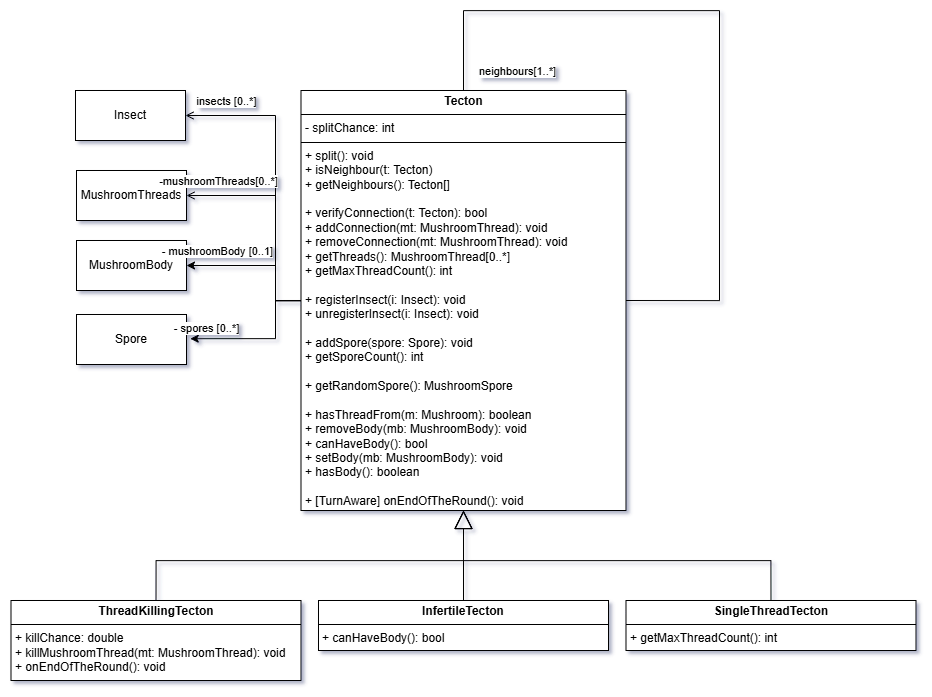 neighbours[1..*]
Tecton
- splitChance: int
+ split(): void
+ isNeighbour(t: Tecton)
+ getNeighbours(): Tecton[]
+ verifyConnection(t: Tecton): bool
+ addConnection(mt: MushroomThread): void
+ removeConnection(mt: MushroomThread): void
+ getThreads(): MushroomThread[0..*]
+ getMaxThreadCount(): int
+ registerInsect(i: Insect): void
+ unregisterInsect(i: Insect): void
+ addSpore(spore: Spore): void
+ getSporeCount(): int
+ getRandomSpore(): MushroomSpore
+ hasThreadFrom(m: Mushroom): boolean
+ removeBody(mb: MushroomBody): void
+ canHaveBody(): bool
+ setBody(mb: MushroomBody): void
+ hasBody(): boolean
+ [TurnAware] onEndOfTheRound(): void
insects [0..*]
Insect
-mushroomThreads[0..*]
MushroomThreads
- mushroomBody [0..1]
MushroomBody
- spores [0..*]
Spore
ThreadKillingTecton
+ killChance: double
+ killMushroomThread(mt: MushroomThread): void
+ onEndOfTheRound(): void
InfertileTecton
+ canHaveBody(): bool
SingleThreadTecton
+ getMaxThreadCount(): int